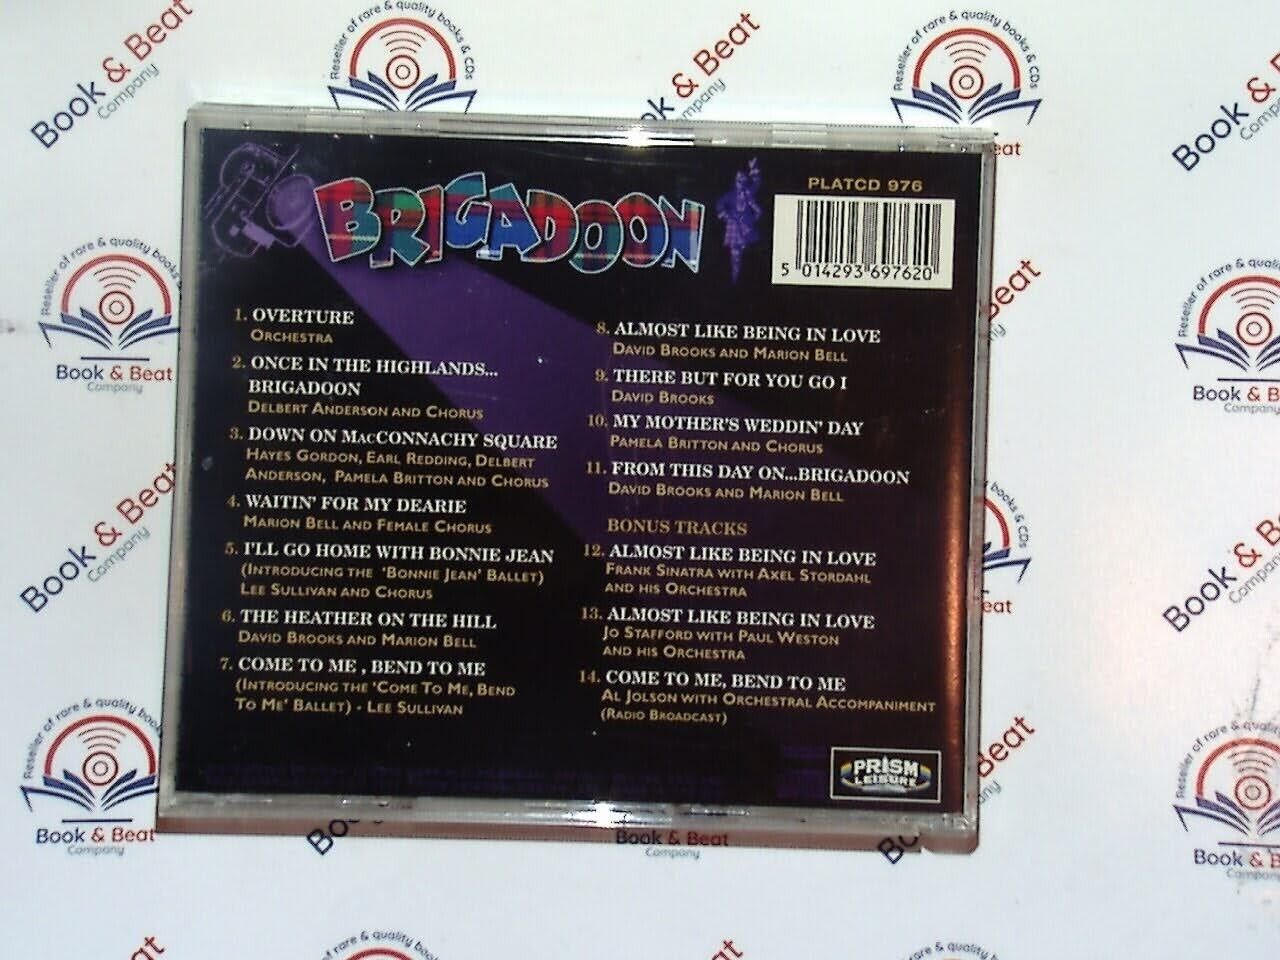 BRIGADOON
PLATCD 976
5 014293 697620
1. OVERTURE
ORCHESTRA
2. ONCE IN THE HIGHLANDS...
BRIGADOON
DELBERT ANDERSON AND CHORUS
3. DOWN ON MACCONNACHY SQUARE
HAYES GORDON, EARL REDDING, DELBERT
ANDERSON, PAMELA BRITTON AND CHORUS
4. WAITIN' FOR MY DEARIE
MARION BELL AND FEMALE CHORUS
5. I'LL GO HOME WITH BONNIE JEAN
(INTRODUCING THE 'BONNIE JEAN' BALLET)
LEE SULLIVAN AND CHORUS
6. THE HEATHER ON THE HILL
DAVID BROOKS AND MARION BELL
7. COME TO ME , BEND TO ME
(INTRODUCING THE 'COME TO ME, BEND
TO ME' BALLET) - LEE SULLIVAN
8. ALMOST LIKE BEING IN LOVE
DAVID BROOKS AND MARION BELL
9. THERE BUT FOR YOU GO I
DAVID BROOKS
10. MY MOTHER'S WEDDIN' DAY
PAMELA BRITTON AND CHORUS
11. FROM THIS DAY ON...BRIGADOON
DAVID BROOKS AND MARION BELL
BONUS TRACKS
12. ALMOST LIKE BEING IN LOVE
FRANK SINATRA WITH AXEL STORDAHL
AND HIS ORCHESTRA
13. ALMOST LIKE BEING IN LOVE
JO STAFFORD WITH PAUL WESTON
AND HIS ORCHESTRA
14. COME TO ME, BEND TO ME
AL JOLSON WITH ORCHESTRAL ACCOMPANIMENT
(RADIO BROADCAST)
PRISM
LEISURE
Reseller of rare & quality books & CDs
Book & Beat
Company